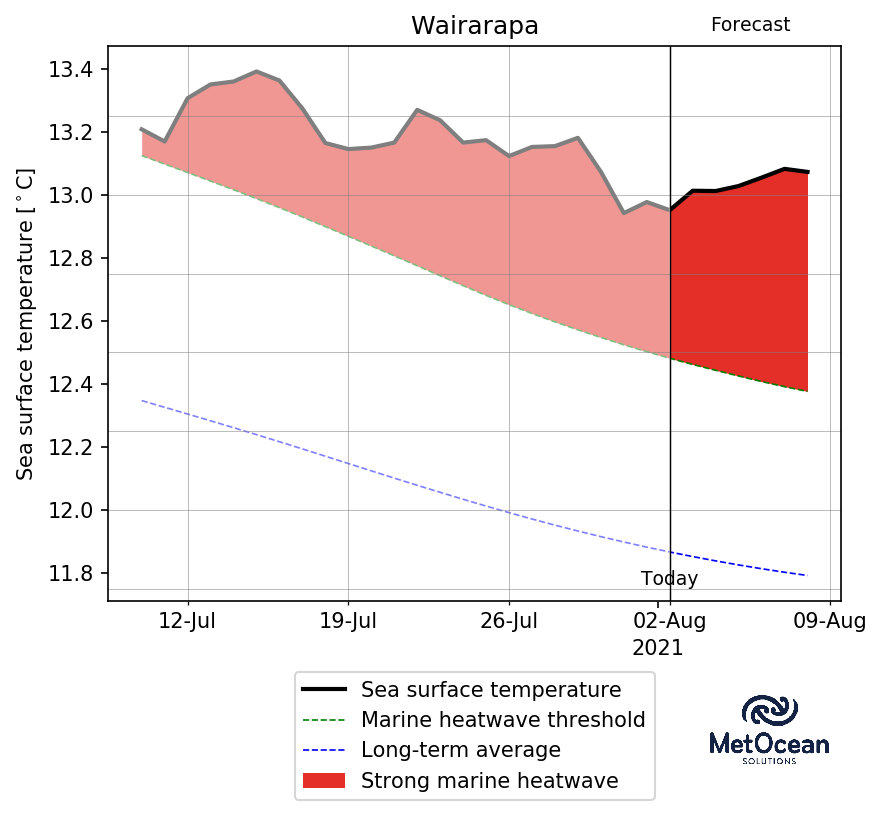 Wairarapa
Forecast
Sea surface temperature [°C]
13.4
13.2
13.0
12.8
12.6
12.4
12.2
12.0
11.8
Today
12-Jul
19-Jul
26-Jul
02-Aug
09-Aug
2021
Sea surface temperature
Marine heatwave threshold
Long-term average
Strong marine heatwave
MetOcean
SOLUTIONS